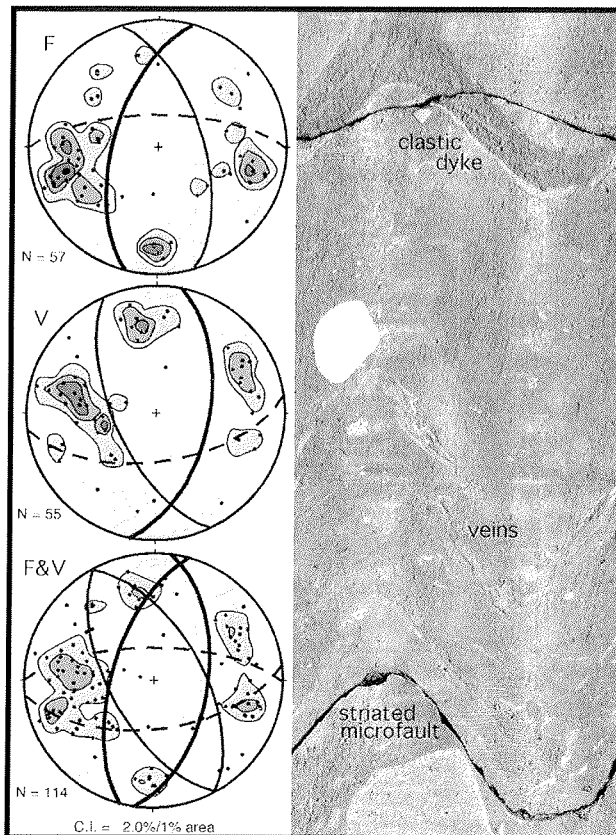 F
N = 57
V
N = 55
F&V
N = 114
C.I. = 2.0%/1% area
clastic
dyke
veins
striated
microfault